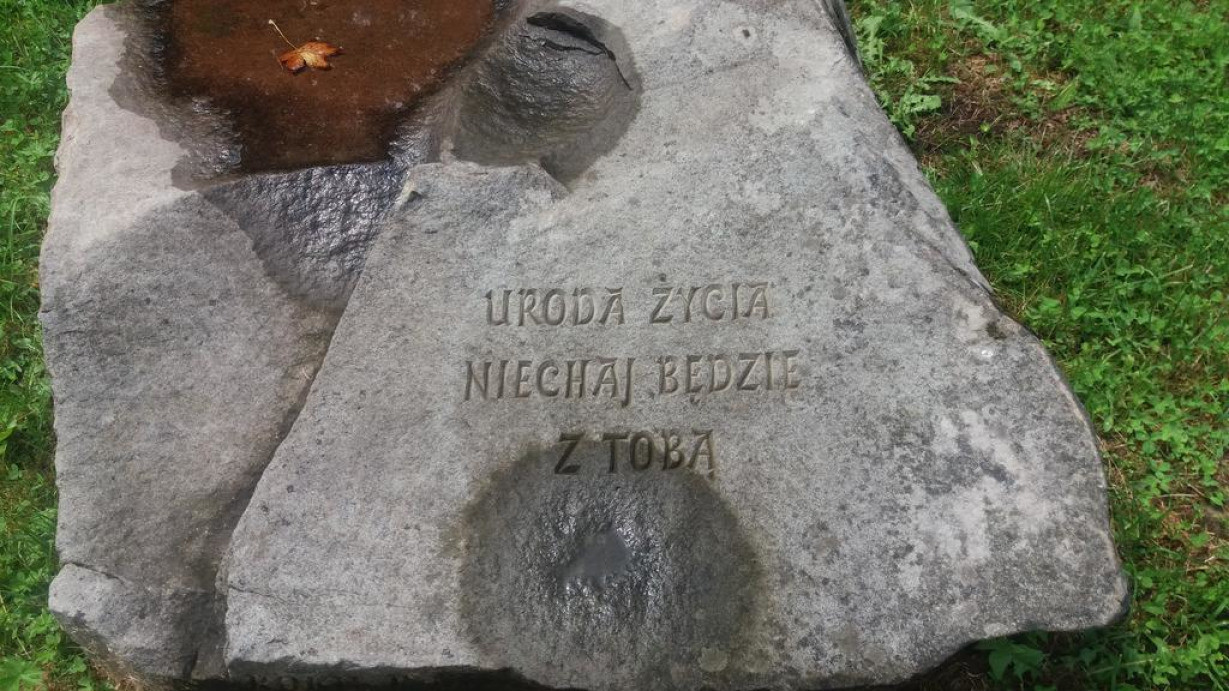 URODA ŻYCIA
NIECHAJ BĘDZIE
Z TOBĄ